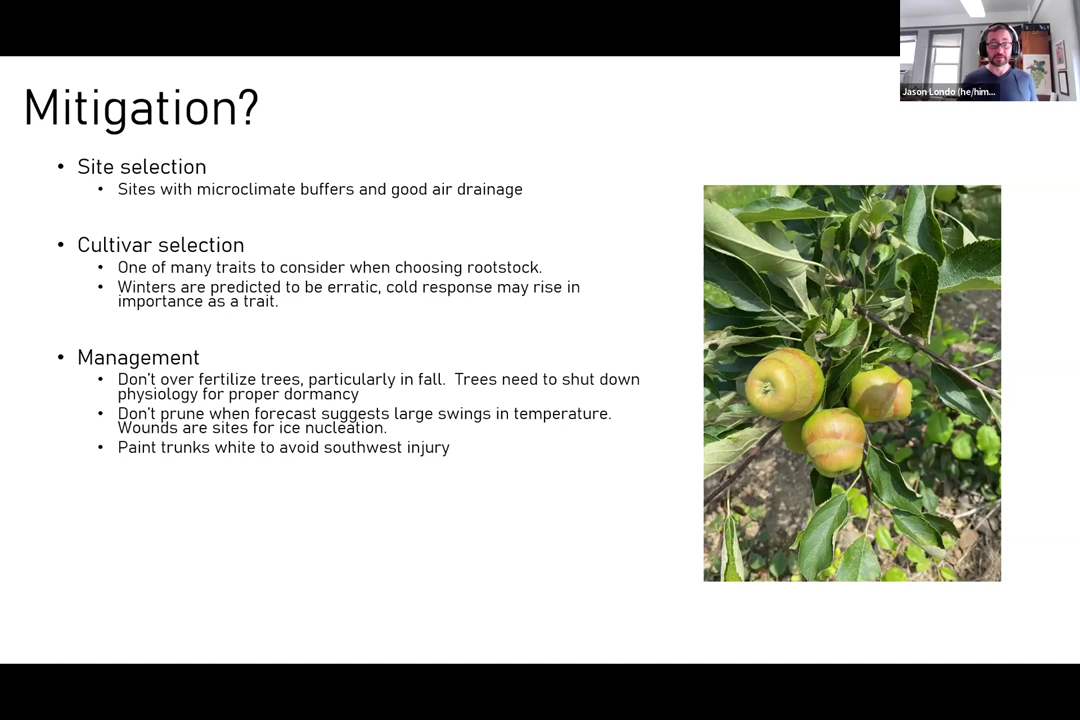 Jason Londo (he/him...
Mitigation?
• Site selection
• Sites with microclimate buffers and good air drainage
• Cultivar selection
• One of many traits to consider when choosing rootstock.
• Winters are predicted to be erratic, cold response may rise in
importance as a trait.
• Management
• Don't over fertilize trees, particularly in fall.  Trees need to shut down
physiology for proper dormancy
• Don't prune when forecast suggests large swings in temperature.
Wounds are sites for ice nucleation.
• Paint trunks white to avoid southwest injury